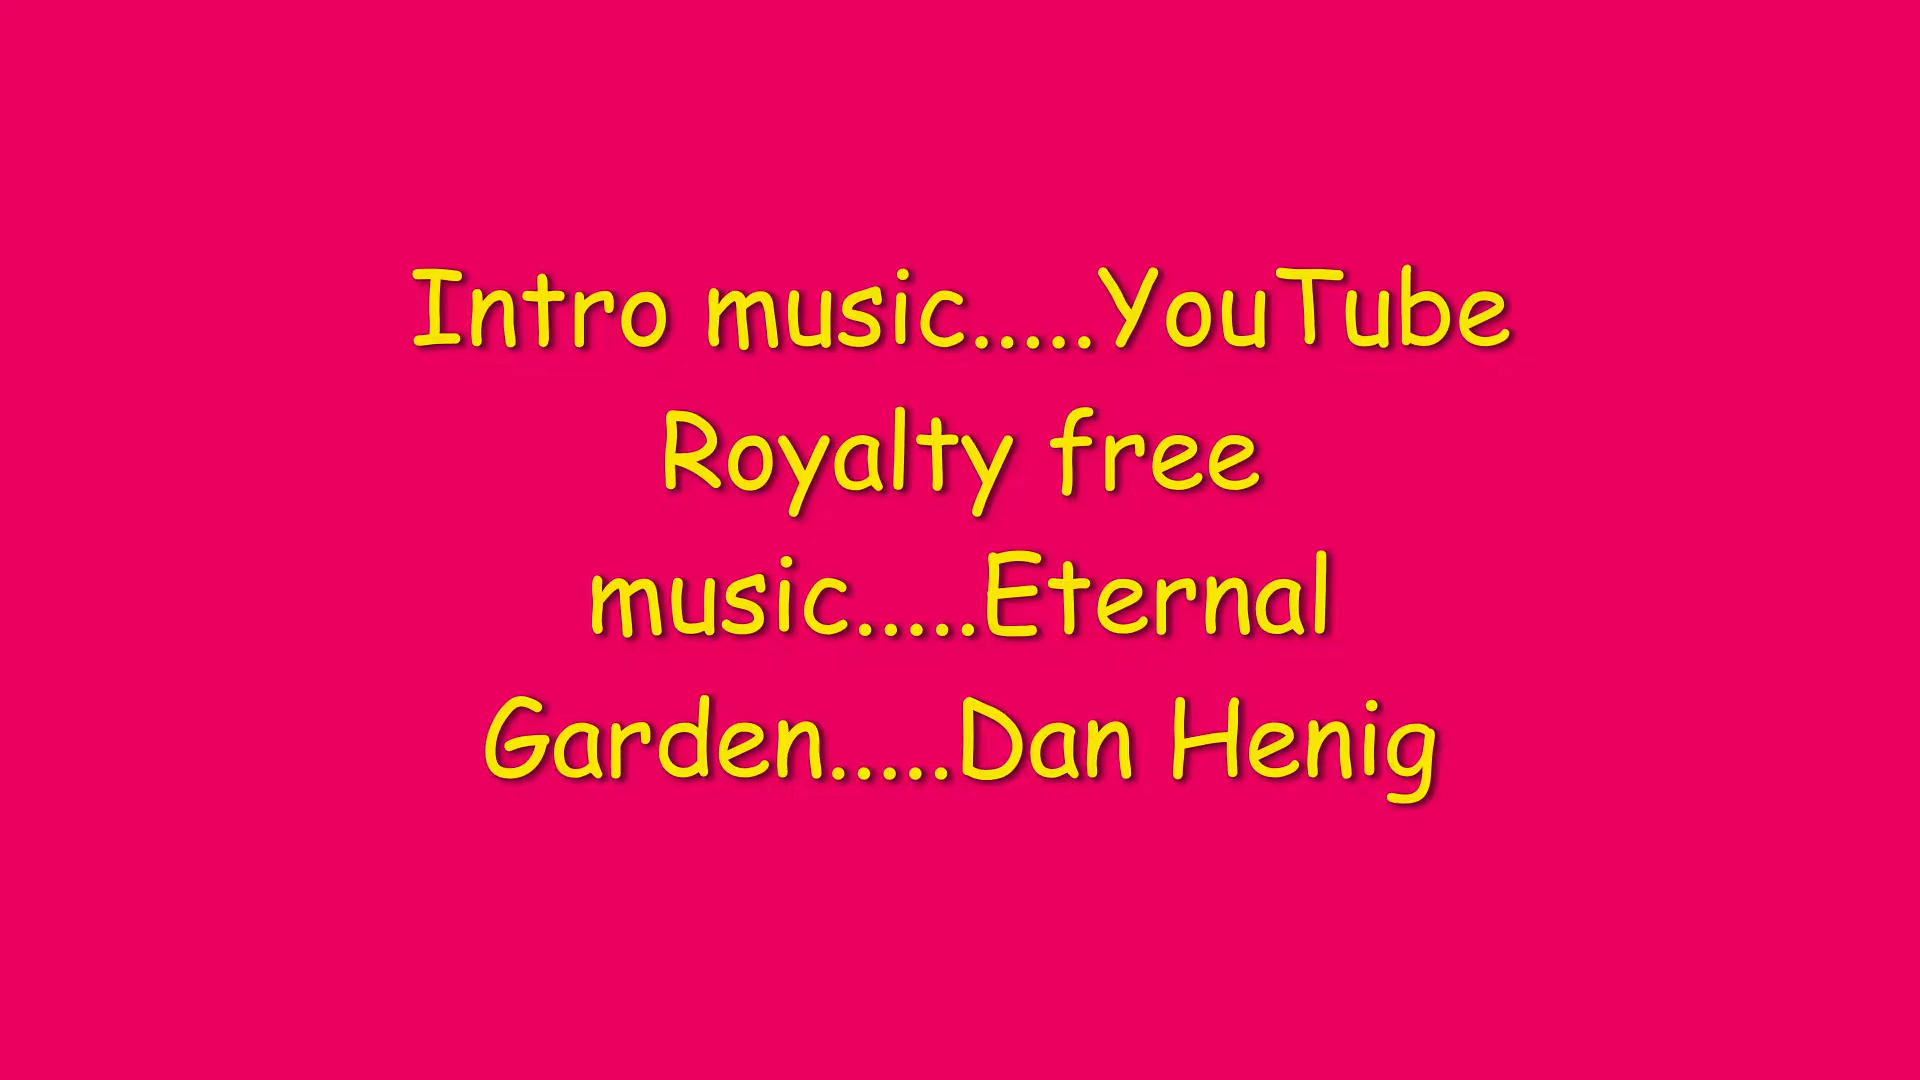 Intro music.....YouTube
Royalty free
music.....Eternal
Garden.....Dan Henig